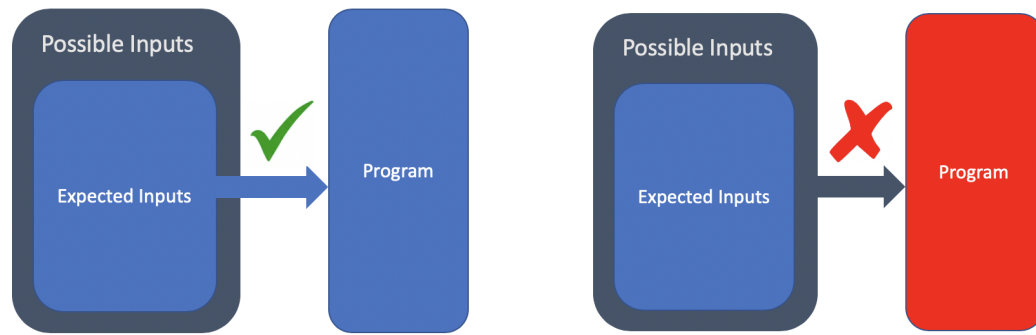 Possible Inputs
Expected Inputs
Program
Possible Inputs
Expected Inputs
Program